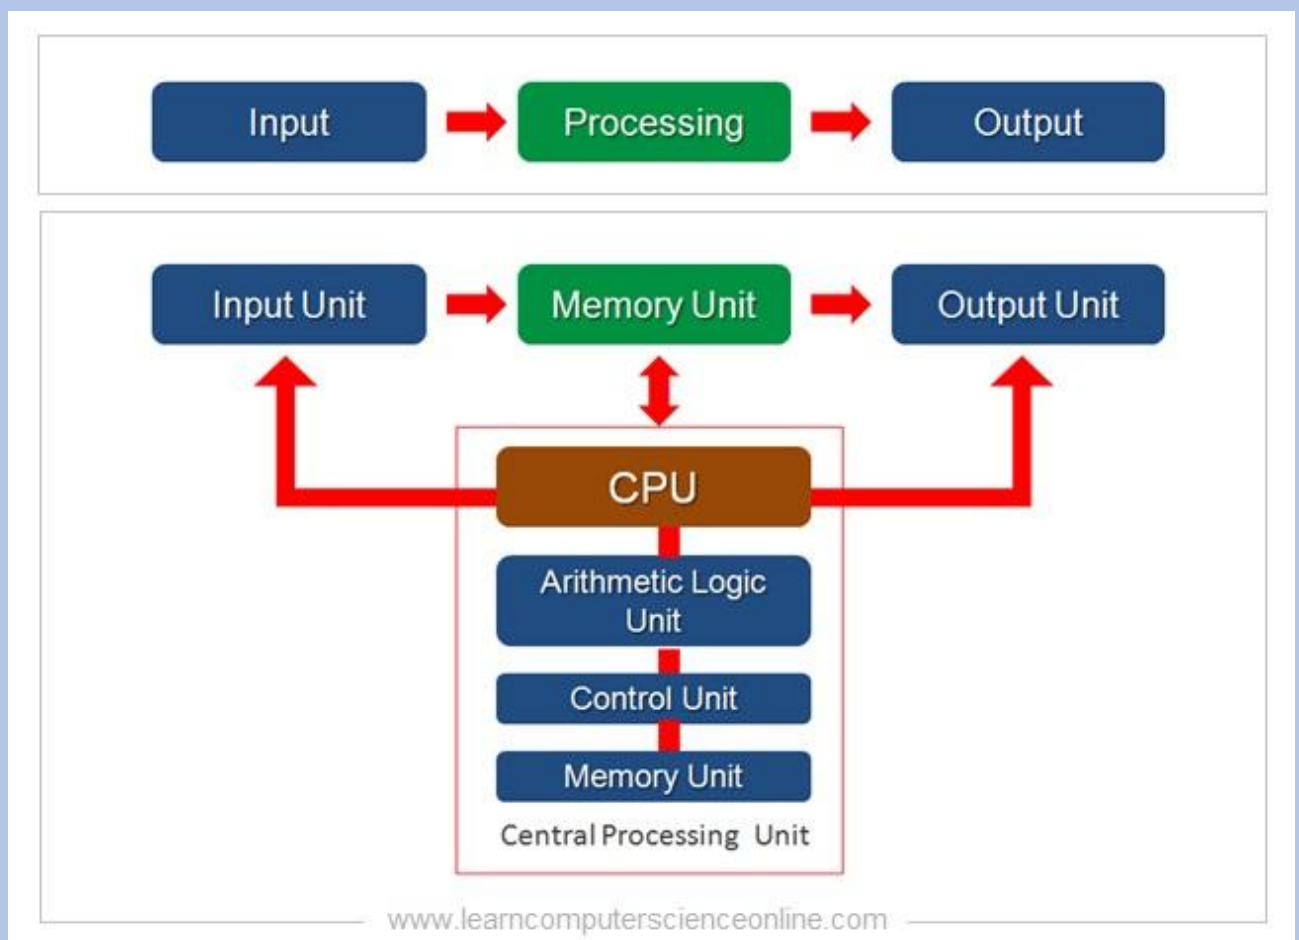 Input
Processing
Output
Input Unit
Memory Unit
Output Unit
CPU
Arithmetic Logic
Unit
Control Unit
Memory Unit
Central Processing Unit
www.learncomputerscienceonline.com